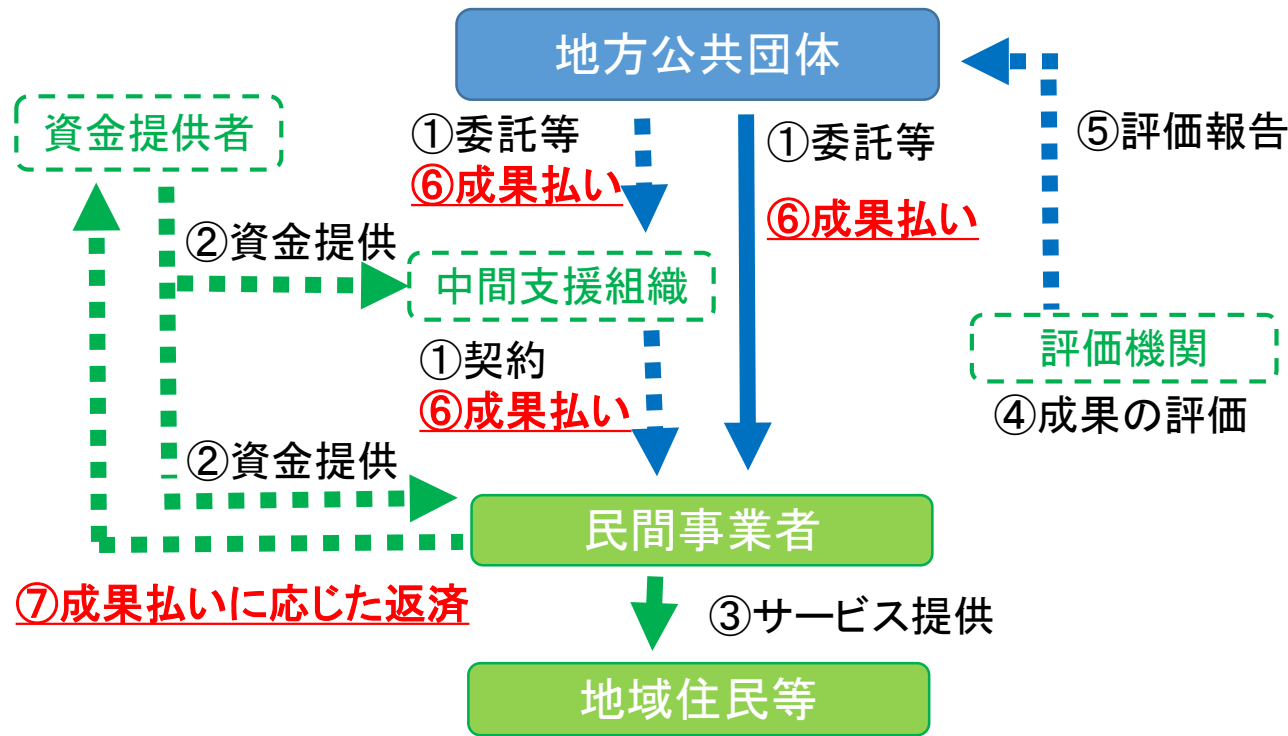 地方公共団体
資金提供者
①委託等
⑥成果払い
①委託等
⑥成果払い
⑤評価報告
②資金提供
中間支援組織
①契約
⑥成果払い
評価機関
④成果の評価
②資金提供
民間事業者
⑦成果払いに応じた返済
③サービス提供
地域住民等